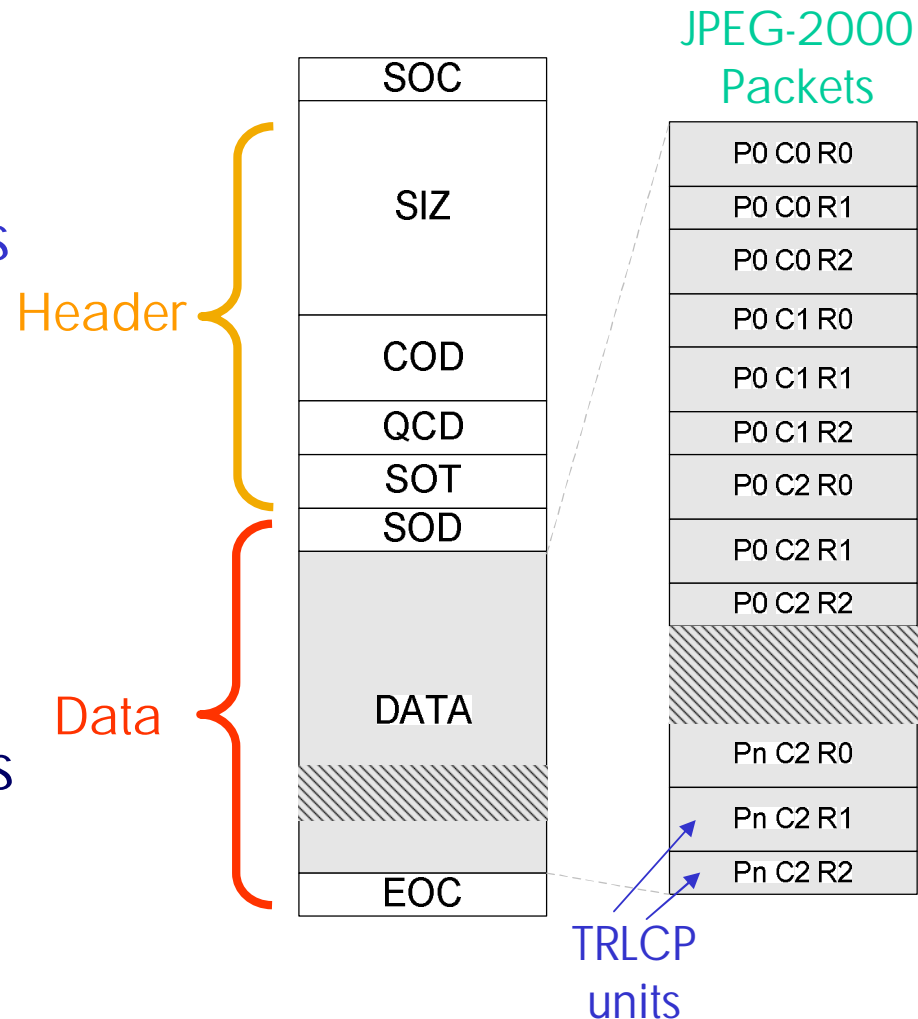 JPEG-2000
Packets
SOC
SIZ
COD
QCD
SOT
SOD
DATA
EOC
Header
Data
s
s
P0 C0 R0
P0 C0 R1
P0 C0 R2
P0 C1 R0
P0 C1 R1
P0 C1 R2
P0 C2 R0
P0 C2 R1
P0 C2 R2
Pn C2 R0
Pn C2 R1
Pn C2 R2
TRLCP
units